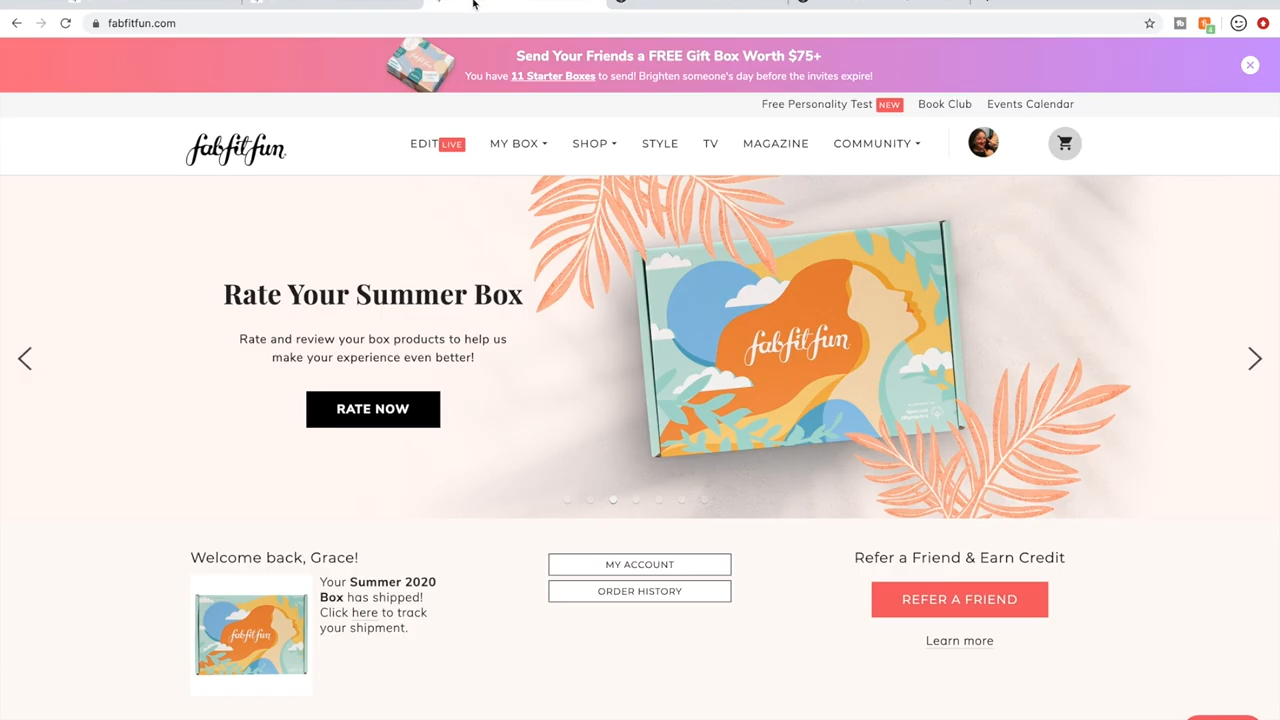 fabfitfun.com
Send Your Friends a FREE Gift Box Worth $75+
You have 11 Starter Boxes to send! Brighten someone's day before the invites expire!
Free Personality Test NEW Book Club Events Calendar
fabfitfun
EDIT LIVE MY BOX SHOP STYLE TV MAGAZINE COMMUNITY
Rate Your Summer Box
Rate and review your box products to help us
make your experience even better!
RATE NOW
fabfitfun
Welcome back, Grace!
Your Summer 2020
Box has shipped!
Click here to track
your shipment.
fabfitfun
MY ACCOUNT
ORDER HISTORY
Refer a Friend & Earn Credit
REFER A FRIEND
Learn more